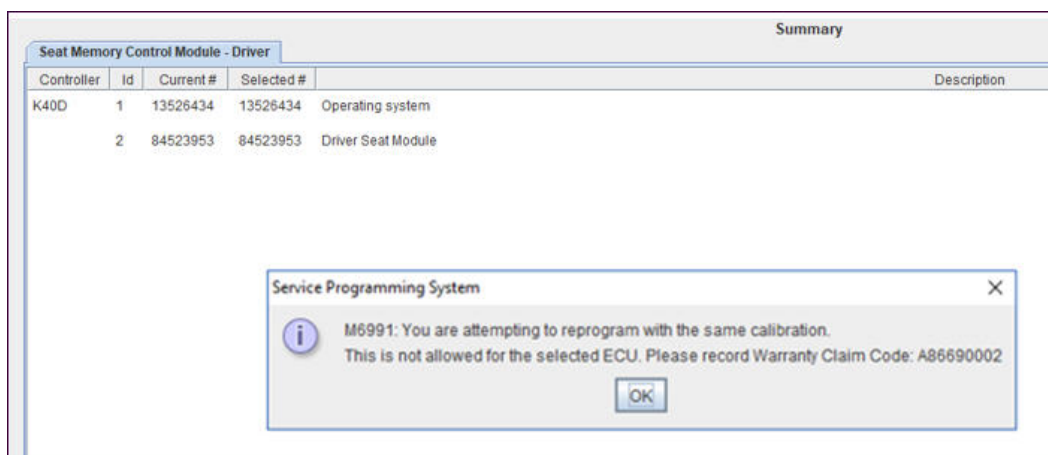 Summary
Seat Memory Control Module - Driver
Controller Id Current # Selected # Description
K40D 1 13526434 13526434 Operating system
2 84523953 84523953 Driver Seat Module
Service Programming System
M6991: You are attempting to reprogram with the same calibration.
This is not allowed for the selected ECU. Please record Warranty Claim Code: A86690002
OK